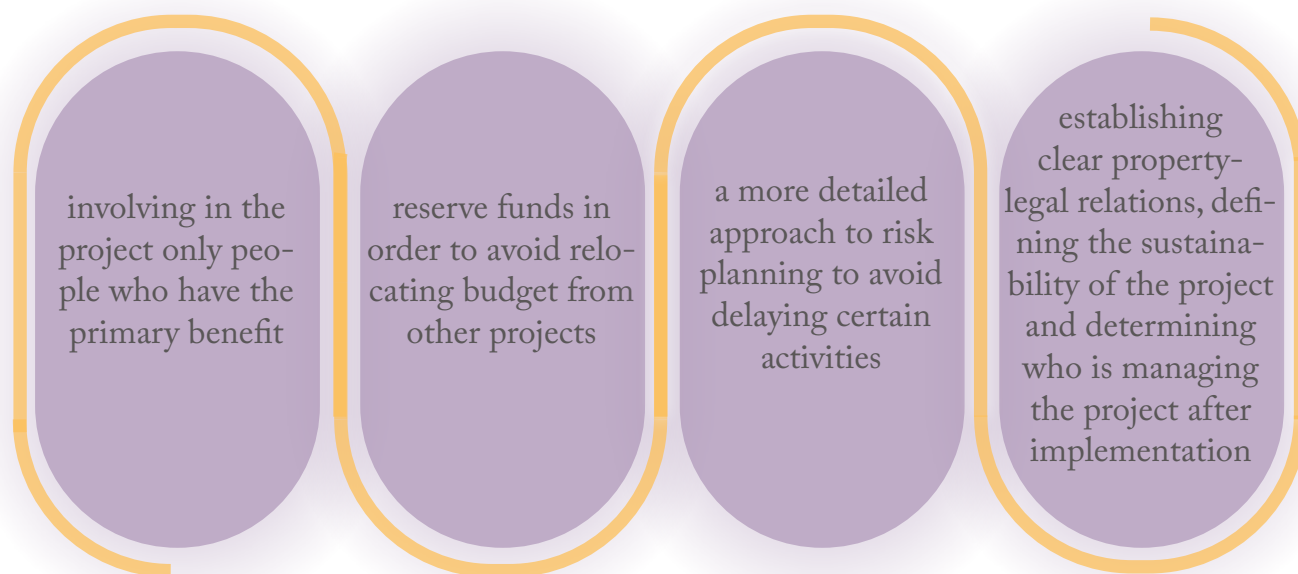 involving in the
project only peo-
ple who have the
primary benefit
reserve funds in
order to avoid relo-
cating budget from
other projects
a more detailed
approach to risk
planning to avoid
delaying certain
activities
establishing
clear property-
legal relations, defi-
ning the sustaina-
bility of the project
and determining
who is managing
the project after
implementation